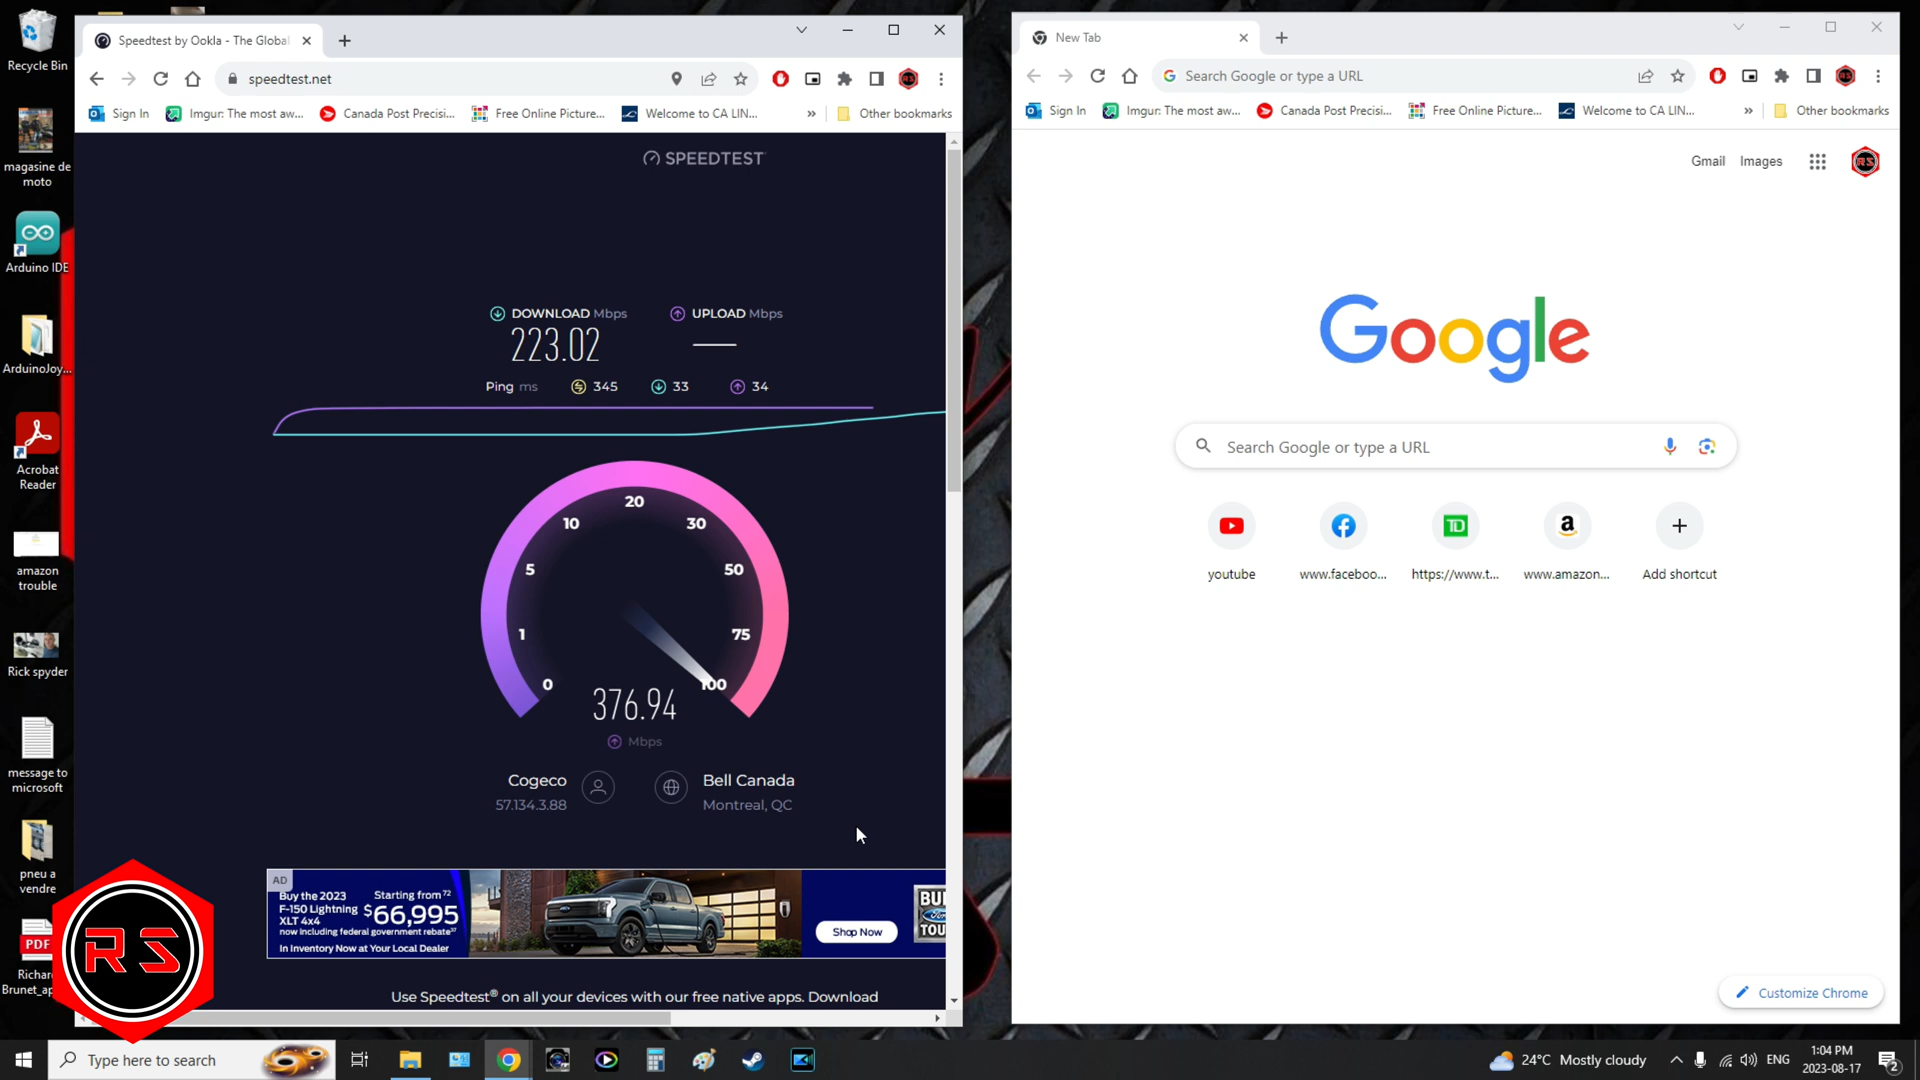 Recycle Bin
magasine de
moto
Arduino IDE
ArduinoJoy...
Acrobat
Reader
amazon
trouble
Rick spyder
message to
microsoft
pneu a
vendre
PDF
Richar
Brunet_ap
RS
Speedtest by Ookla - The Global
speedtest.net
Sign In
Imgur: The most aw...
Canada Post Precisi...
Free Online Picture...
Welcome to CA LIN...
»
Other bookmarks
SPEEDTEST
DOWNLOAD Mbps
UPLOAD Mbps
223.02
Ping ms
345
33
34
0
1
5
10
20
30
50
75
100
376.94
Mbps
Cogeco
57.134.3.88
Bell Canada
Montreal, QC
AD
Buy the 2023
F-150 Lightning
XLT 4x4
Starting from 72
$66,995
now including federal government rebate
In Inventory Now at Your Local Dealer
Shop Now
BUI
Ford
TOU
Use Speedtest® on all your devices with our free native apps. Download
New Tab
Search Google or type a URL
Sign In
Imgur: The most aw...
Canada Post Precisi...
Free Online Picture...
Welcome to CA LIN...
»
Other bookmarks
Gmail
Images
RS
Google
Search Google or type a URL
youtube
www.faceboo...
https://www.t...
www.amazon...
Add shortcut
Customize Chrome
Type here to search
24°C Mostly cloudy
ENG
1:04 PM
2023-08-17
2